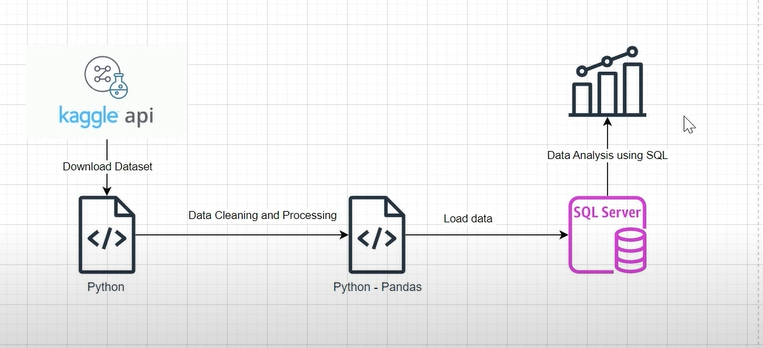 kaggle api
Download Dataset
Data Analysis using SQL
Data Cleaning and Processing
Load data
SQL Server
Python
Python - Pandas